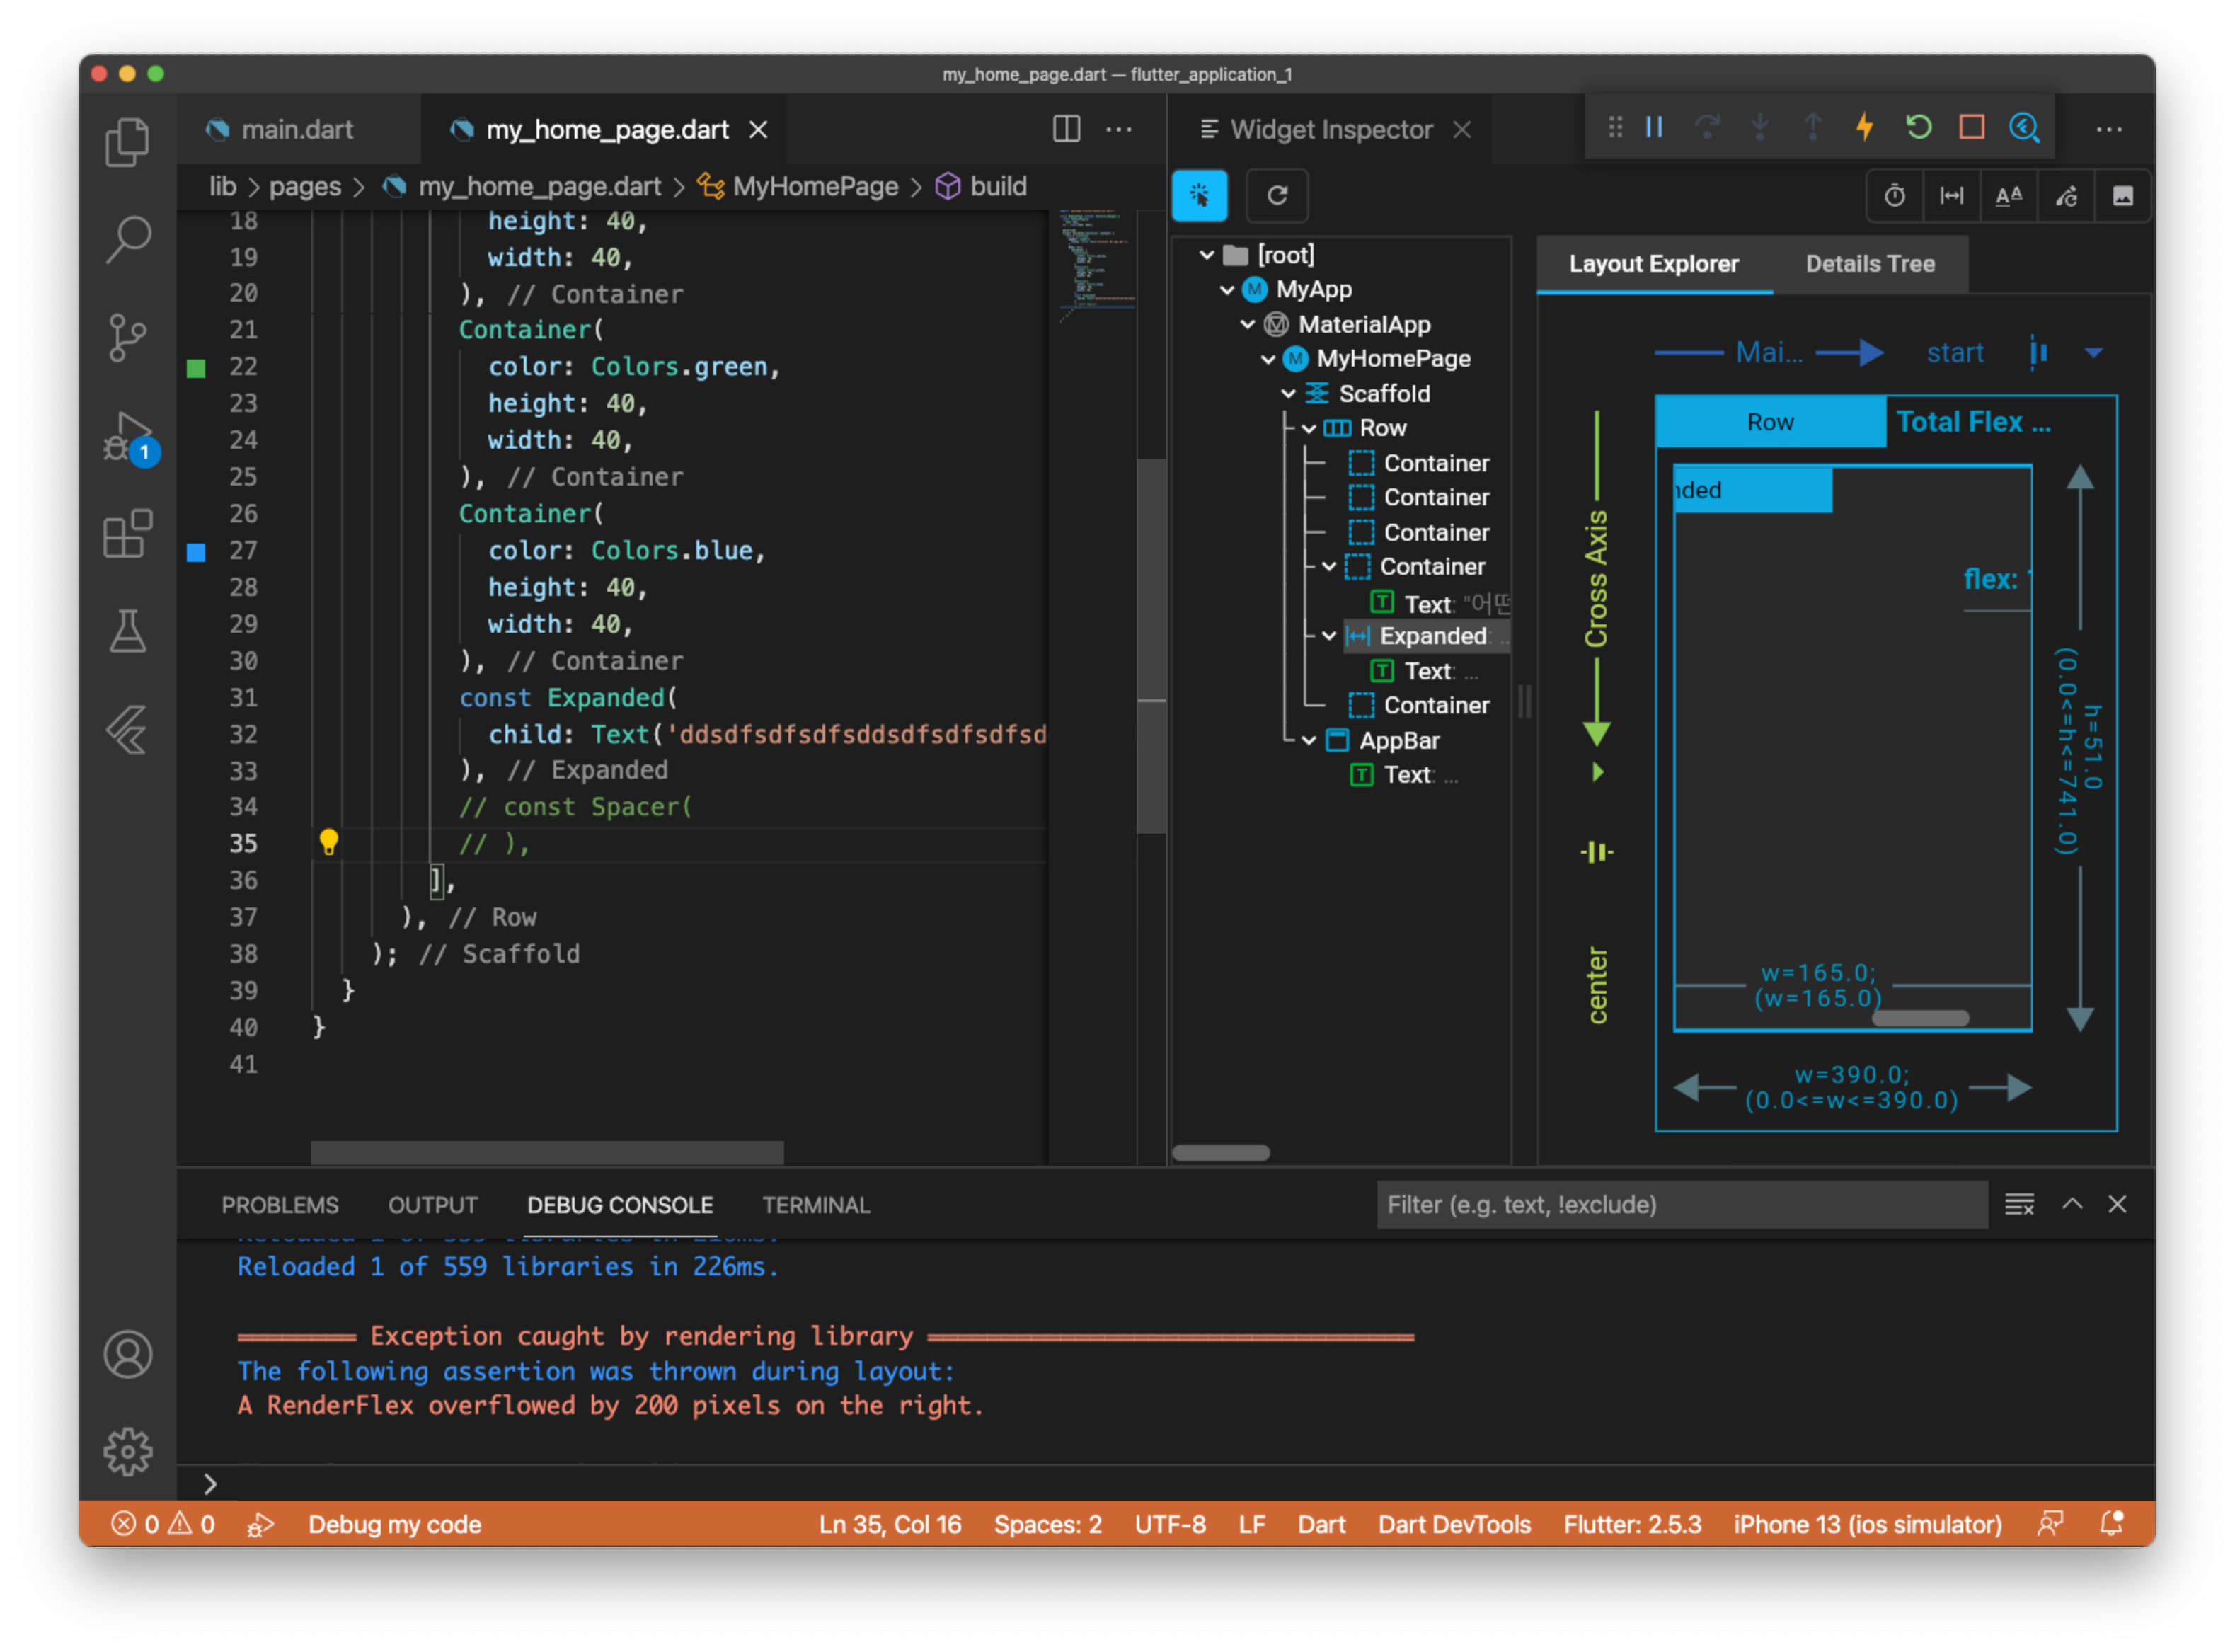 my_home_page.dart — flutter_application_1
main.dart
my_home_page.dart
Widget Inspector
lib > pages > my_home_page.dart > MyHomePage > build
18 height: 40,
19 width: 40,
20 ), // Container
21 Container(
22 color: Colors.green,
23 height: 40,
24 width: 40,
25 ), // Container
26 Container(
27 color: Colors.blue,
28 height: 40,
29 width: 40,
30 ), // Container
31 const Expanded(
32 child: Text('ddsdfsdfsdfsddsdfsdfsdfsd
33 ), // Expanded
34 // const Spacer(
35 // ),
36 ],
37 ), // Row
38 ); // Scaffold
39 }
40 }
41
1
[root]
MyApp
MaterialApp
MyHomePage
Scaffold
Row
Container
Container
Container
Container
Text: "어떤
Expanded: ...
Text: ...
Container
AppBar
Text: ...
Layout Explorer
Details Tree
Mai...
start
Row
Total Flex ...
nded
flex:
Cross Axis
center
h=51.0
(0.0<=h<=741.0)
w=165.0;
(w=165.0)
w=390.0;
(0.0<=w<=390.0)
PROBLEMS
OUTPUT
DEBUG CONSOLE
TERMINAL
Filter (e.g. text, !exclude)
Reloaded 1 of 559 libraries in 226ms.
════════ Exception caught by rendering library ═════════════════════════════════
The following assertion was thrown during layout:
A RenderFlex overflowed by 200 pixels on the right.
>
0 0 Debug my code
Ln 35, Col 16 Spaces: 2 UTF-8 LF Dart Dart DevTools Flutter: 2.5.3 iPhone 13 (ios simulator)